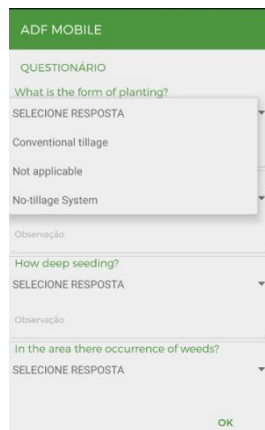 ADF MOBILE
QUESTIONÁRIO
What is the form of planting?
SELECIONE RESPOSTA
Conventional tillage
Not applicable
No-tillage System
Observação
How deep seeding?
SELECIONE RESPOSTA
Observação
In the area there occurrence of weeds?
SELECIONE RESPOSTA
OK